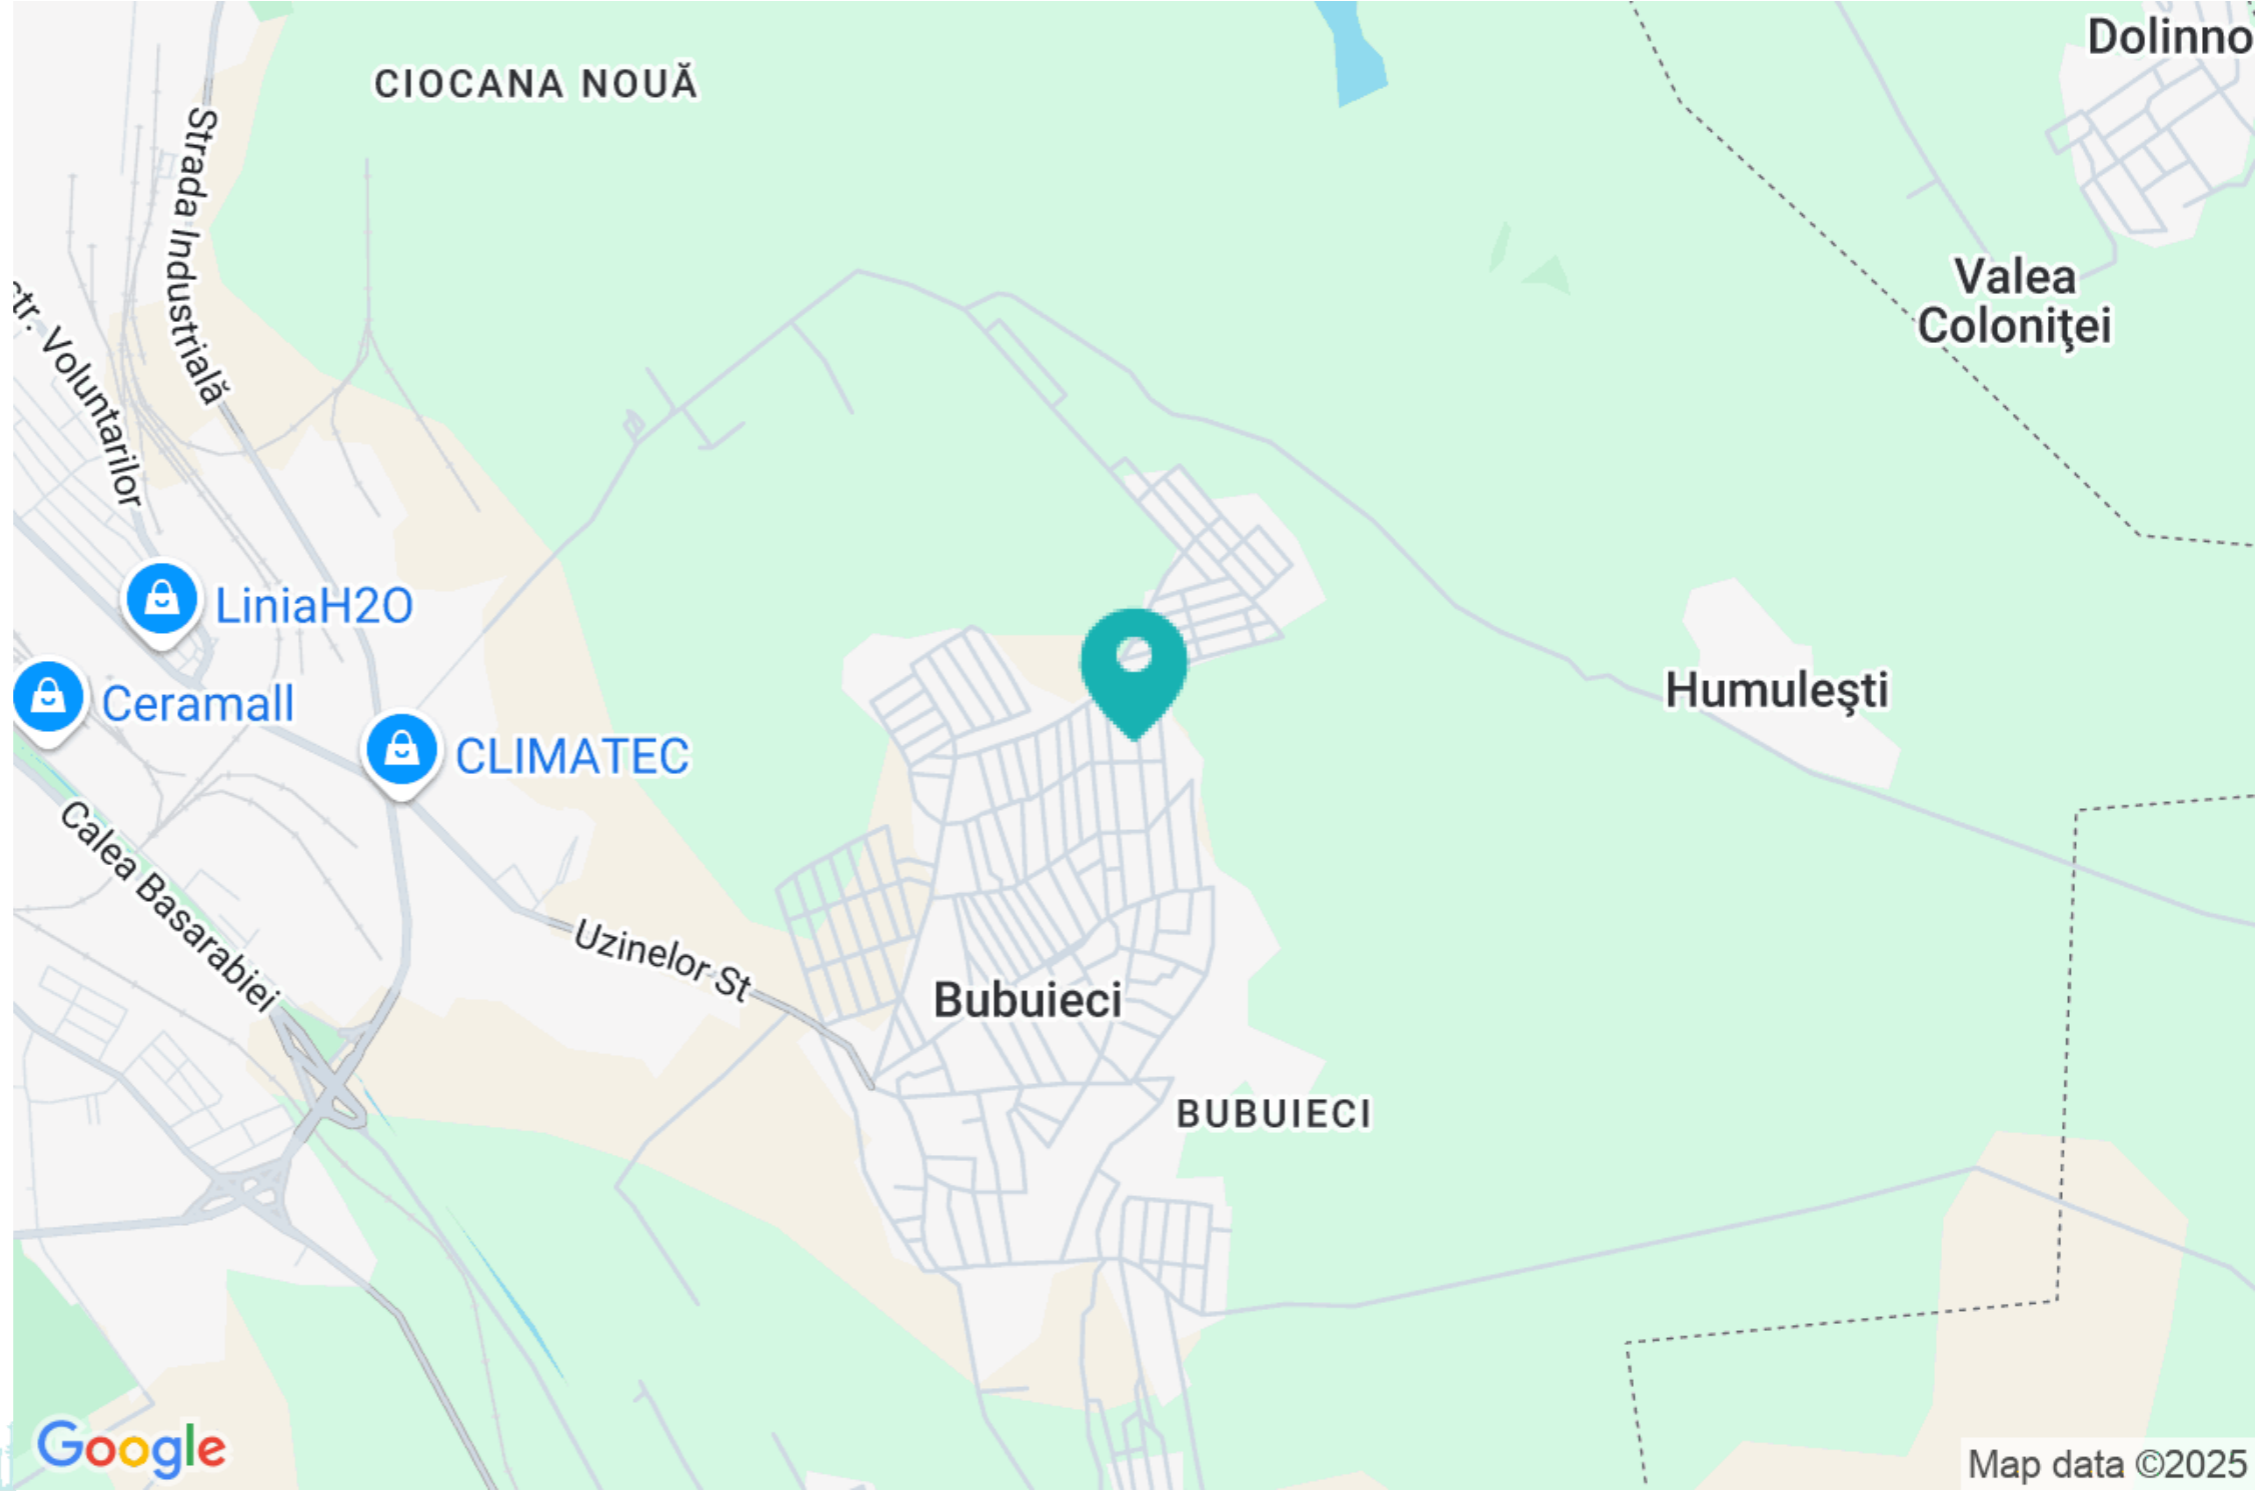 Dolinno
CIOCANA NOUĂ
Strada Industrială
Valea
Coloniţei
str. Voluntarilor
LiniaH2O
Humuleşti
Ceramall
CLIMATEC
Calea Basarabiei
Uzinelor St
Bubuieci
BUBUIECI
Google
Map data ©2025